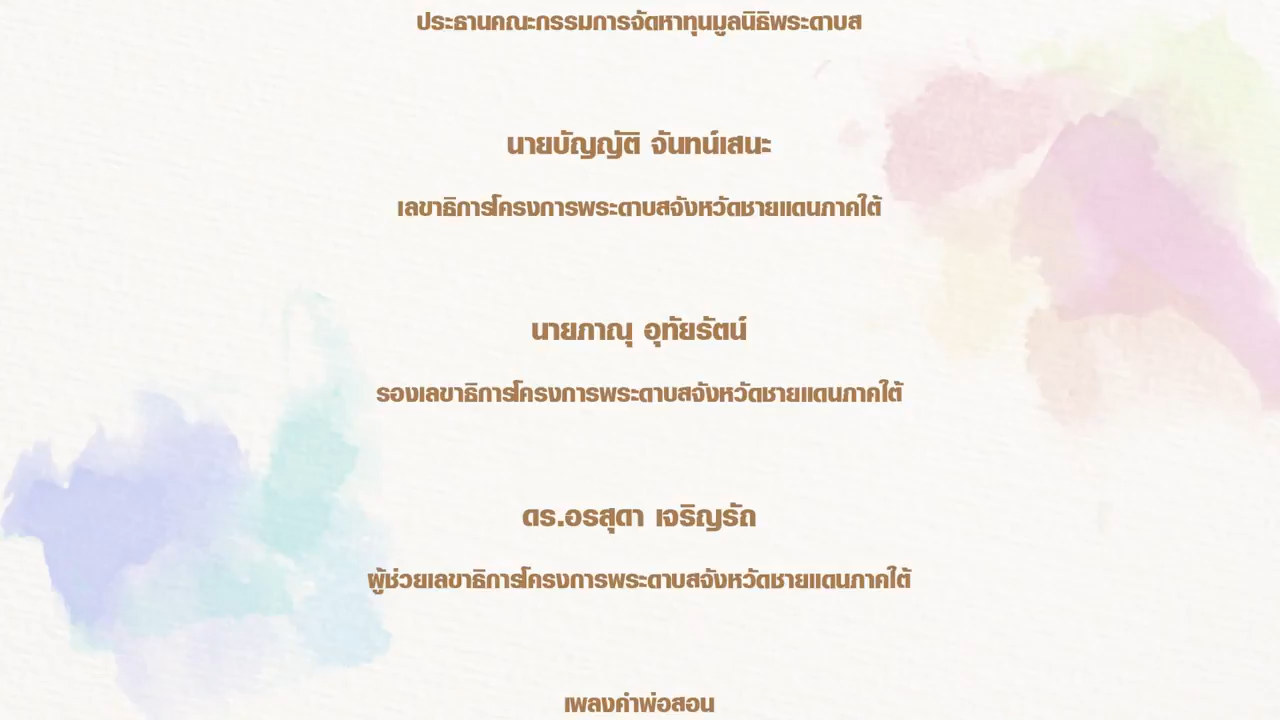 ประธานคณะกรรมการจัดหาทุนมูลนิธิพระดาบส
นายบัญญัติ จันทน์เสนะ
เลขาธิการโครงการพระดาบสจังหวัดชายแดนภาคใต้
นายภาณุ อุทัยรัตน์
รองเลขาธิการโครงการพระดาบสจังหวัดชายแดนภาคใต้
ดร.อรสุดา เจริญรัถ
ผู้ช่วยเลขาธิการโครงการพระดาบสจังหวัดชายแดนภาคใต้
เพลงคำพ่อสอน